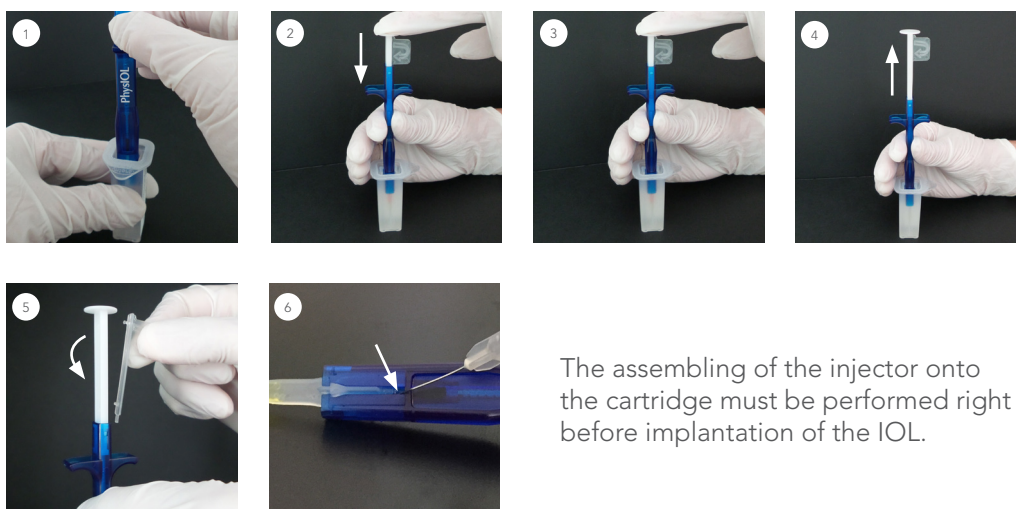 1
PhysIOL
2
3
4
5
6
The assembling of the injector onto
the cartridge must be performed right
before implantation of the IOL.